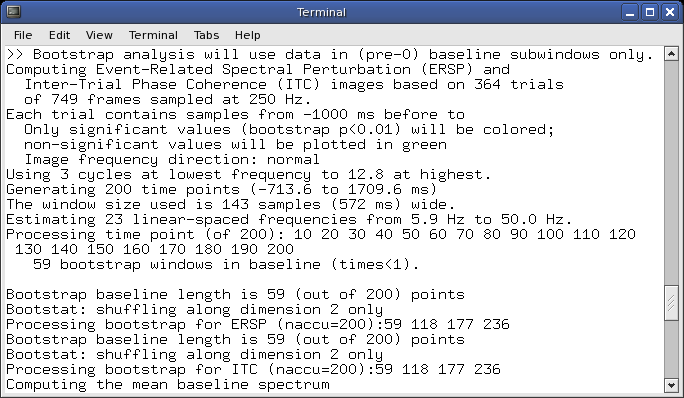 Terminal
File Edit View Terminal Tabs Help
>> Bootstrap analysis will use data in (pre-0) baseline subwindows only.
Computing Event-Related Spectral Perturbation (ERSP) and
Inter-Trial Phase Coherence (ITC) images based on 364 trials
of 749 frames sampled at 250 Hz.
Each trial contains samples from -1000 ms before to
Only significant values (bootstrap p<0.01) will be colored;
non-significant values will be plotted in green
Image frequency direction: normal
Using 3 cycles at lowest frequency to 12.8 at highest.
Generating 200 time points (-713.6 to 1709.6 ms)
The window size used is 143 samples (572 ms) wide.
Estimating 23 linear-spaced frequencies from 5.9 Hz to 50.0 Hz.
Processing time point (of 200): 10 20 30 40 50 60 70 80 90 100 110 120
130 140 150 160 170 180 190 200
59 bootstrap windows in baseline (times<1).
Bootstrap baseline length is 59 (out of 200) points
Bootstat: shuffling along dimension 2 only
Processing bootstrap for ERSP (naccu=200):59 118 177 236
Bootstrap baseline length is 59 (out of 200) points
Bootstat: shuffling along dimension 2 only
Processing bootstrap for ITC (naccu=200):59 118 177 236
Computing the mean baseline spectrum